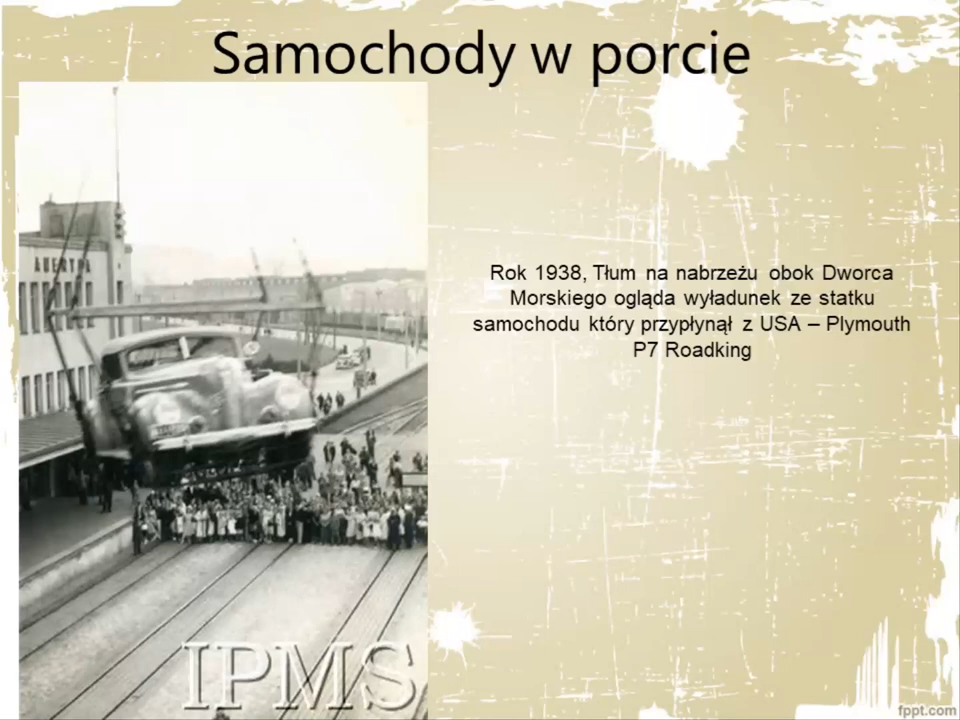 Samochody w porcie
Rok 1938, Tłum na nabrzeżu obok Dworca
Morskiego ogląda wyładunek ze statku
samochodu który przypłynął z USA – Plymouth
P7 Roadking
IPMS
fppt.com